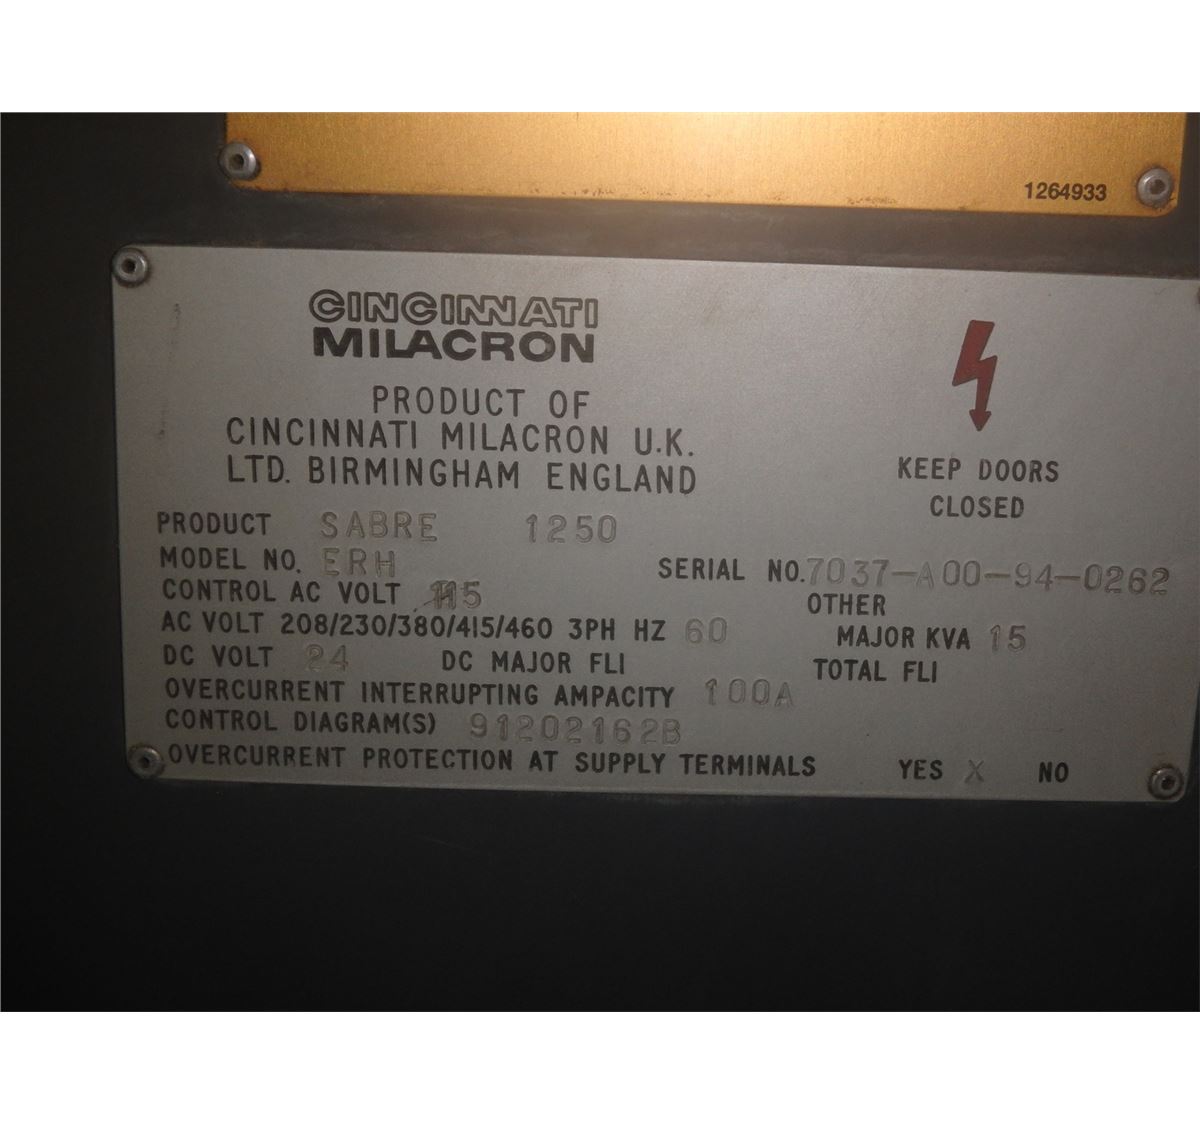 1264933
CINCINNATI
MILACRON
PRODUCT OF
CINCINNATI MILACRON U.K.
LTD. BIRMINGHAM ENGLAND
KEEP DOORS
CLOSED
PRODUCT SABRE 1250
MODEL NO. ERH SERIAL NO. 7037-A00-94-0262
CONTROL AC VOLT 115 OTHER
AC VOLT 208/230/380/415/460 3PH HZ 60 MAJOR KVA 15
DC VOLT 24 DC MAJOR FLI TOTAL FLI
OVERCURRENT INTERRUPTING AMPACITY 100A
CONTROL DIAGRAM(S) 91202162B
OVERCURRENT PROTECTION AT SUPPLY TERMINALS YES X NO